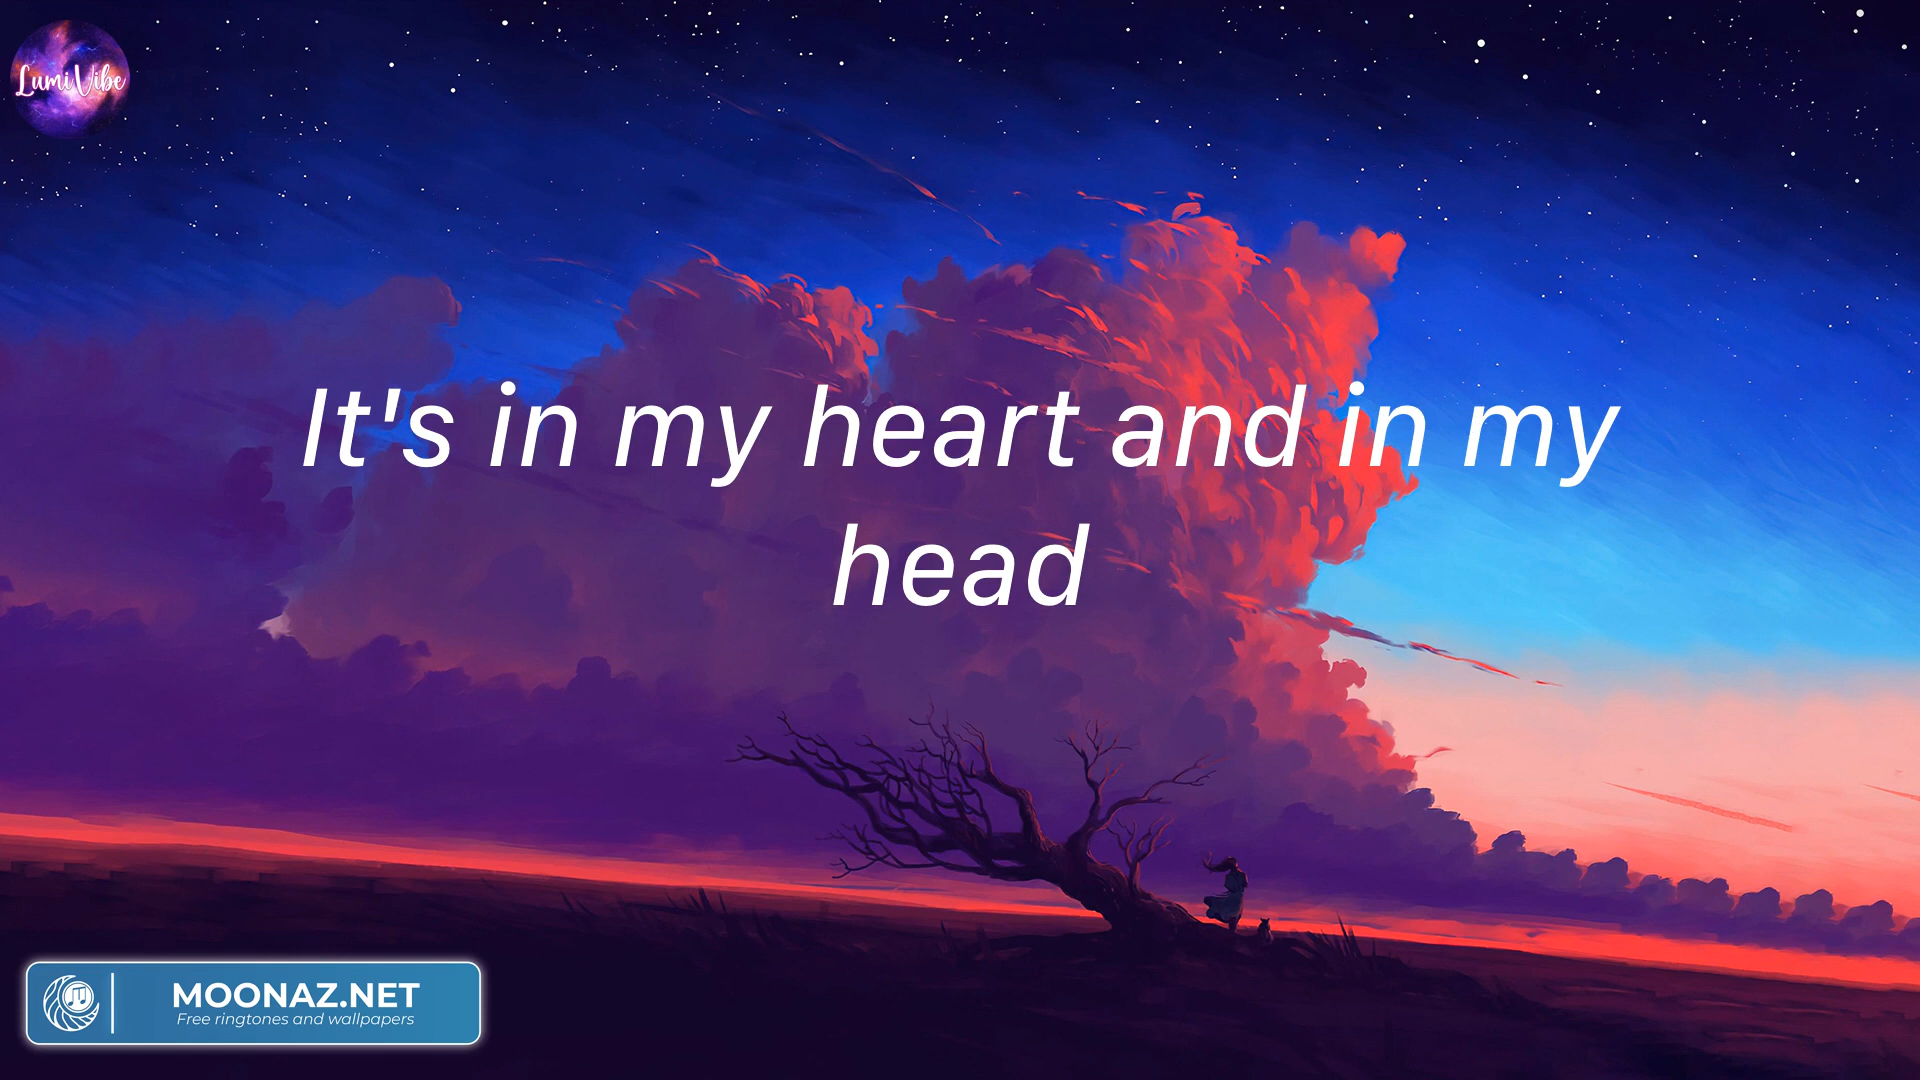 LumiVibe
It's in my heart and in my
head
MOONAZ.NET
Free ringtones and wallpapers